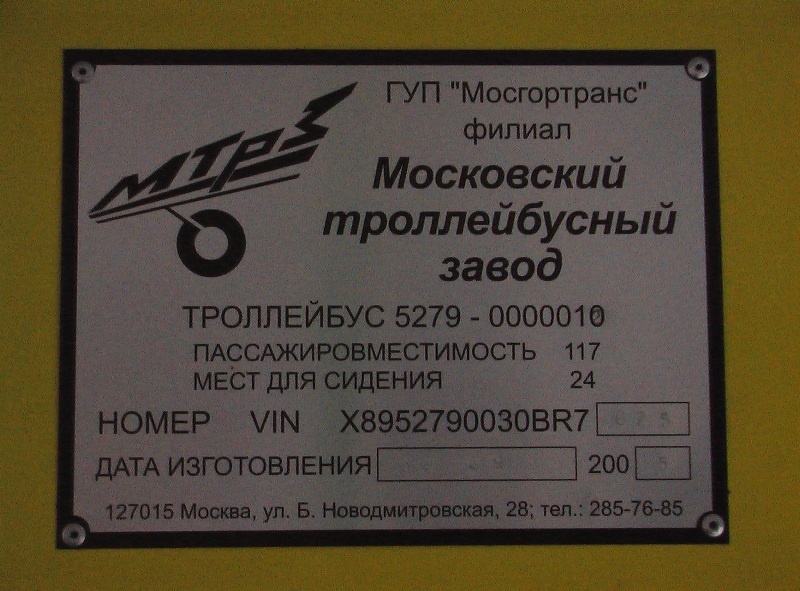 МТрЗ
ГУП "Мосгортранс"
филиал
Московский
троллейбусный
завод
ТРОЛЛЕЙБУС 5279 - 0000010
ПАССАЖИРОВМЕСТИМОСТЬ 117
МЕСТ ДЛЯ СИДЕНИЯ 24
НОМЕР VIN X8952790030BR7
ДАТА ИЗГОТОВЛЕНИЯ 200
127015 Москва, ул. Б. Новодмитровская, 28; тел.: 285-76-85